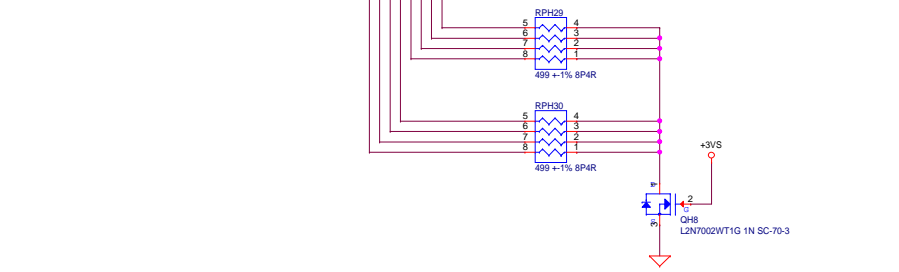 RPH29
5 4
6 3
7 2
8 1
499 +-1% 8P4R
RPH30
5 4
6 3
7 2
8 1
499 +-1% 8P4R
+3VS
2
G
3
QH8
L2N7002WT1G 1N SC-70-3